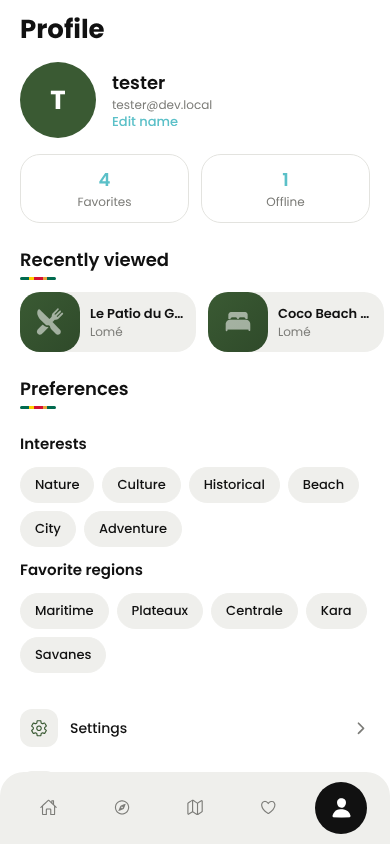 Profile
T
tester
tester@dev.local
Edit name
4
Favorites
1
Offline
Recently viewed
Le Patio du G...
Lomé
Coco Beach ...
Lomé
Preferences
Interests
Nature Culture Historical Beach
City Adventure
Favorite regions
Maritime Plateaux Centrale Kara
Savanes
Settings